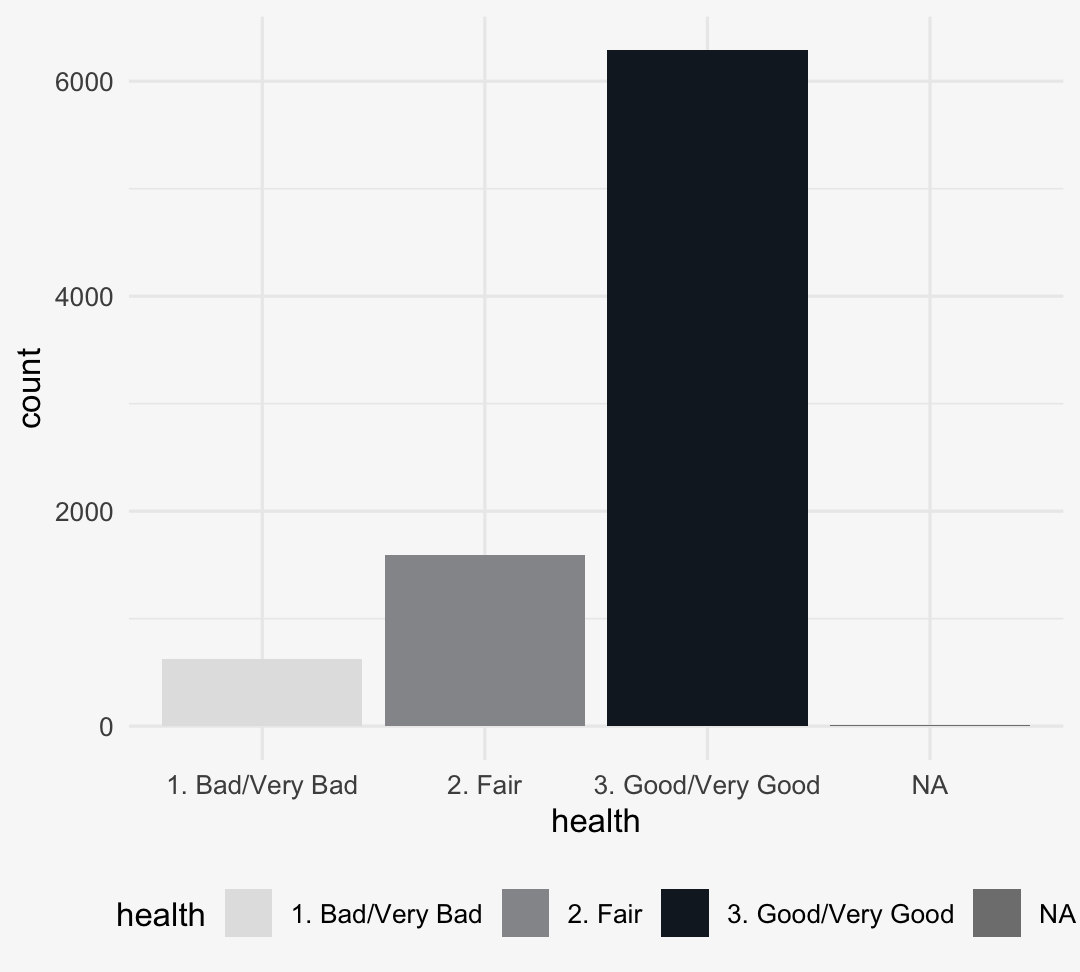 6000
4000
count
2000
0
1. Bad/Very Bad 2. Fair 3. Good/Very Good NA
health
health 1. Bad/Very Bad 2. Fair 3. Good/Very Good NA